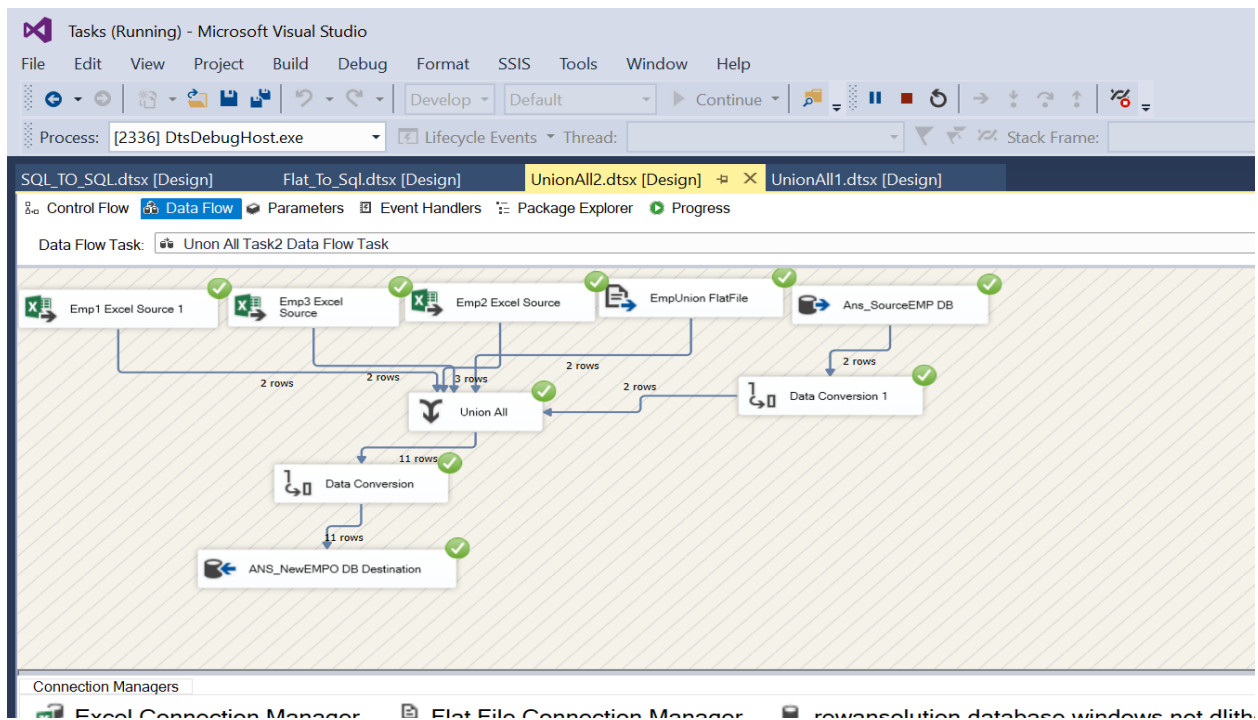 Tasks (Running) - Microsoft Visual Studio
File Edit View Project Build Debug Format SSIS Tools Window Help
Develop Default Continue
Process: [2336] DtsDebugHost.exe Lifecycle Events Thread: Stack Frame:
SQL_TO_SQL.dtsx [Design] Flat_To_Sql.dtsx [Design] UnionAll2.dtsx [Design] UnionAll1.dtsx [Design]
Control Flow Data Flow Parameters Event Handlers Package Explorer Progress
Data Flow Task: Unon All Task2 Data Flow Task
Emp1 Excel Source 1
Emp3 Excel
Source
Emp2 Excel Source
EmpUnion FlatFile
Ans_SourceEMP DB
2 rows
2 rows
3 rows
2 rows
2 rows
2 rows
Data Conversion 1
Union All
11 rows
Data Conversion
11 rows
ANS_NewEMPO DB Destination
Connection Managers
Excel Connection Manager Flat File Connection Manager rowansolution.database.windows.net.dlith